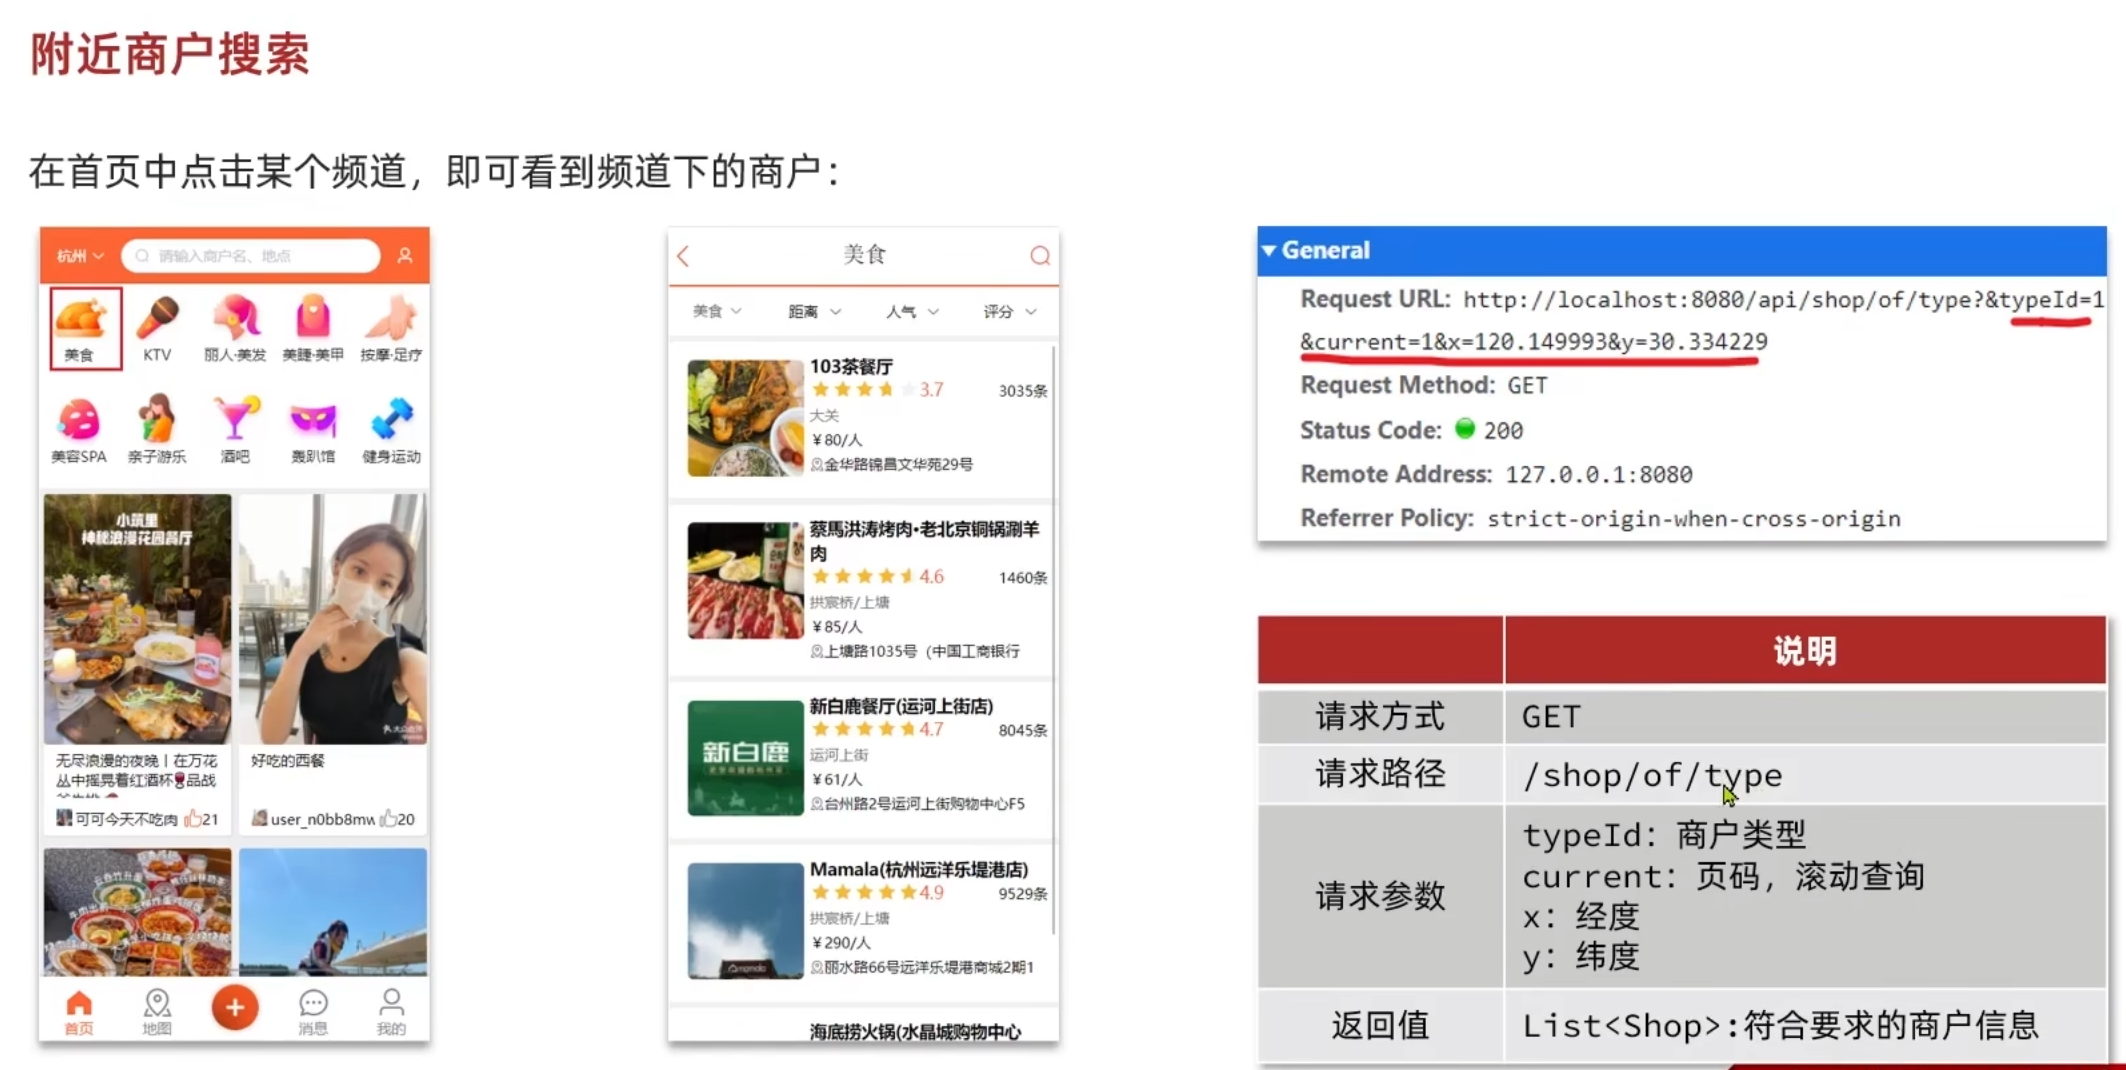 附近商户搜索
在首页中点击某个频道，即可看到频道下的商户：
杭州
请输入商户名、地点
美食
KTV
丽人·美发
美睫·美甲
按摩·足疗
美容SPA
亲子游乐
酒吧
轰趴馆
健身运动
小筑里
神秘浪漫花园餐厅
无尽浪漫的夜晚丨在万花
丛中摇晃着红酒杯🍷品战
可可今天不吃肉
21
好吃的西餐
user_n0bb8mw
20
首页
地图
消息
我的
美食
美食
距离
人气
评分
103茶餐厅
3.7
3035条
大关
￥80/人
金华路锦昌文华苑29号
蔡馬洪涛烤肉·老北京铜锅涮羊
肉
4.6
1460条
拱宸桥/上塘
￥85/人
上塘路1035号（中国工商银行
新白鹿
新白鹿餐厅(运河上街店)
4.7
8045条
运河上街
￥61/人
台州路2号运河上街购物中心F5
Mamala(杭州远洋乐堤港店)
4.9
9529条
拱宸桥/上塘
￥290/人
丽水路66号远洋乐堤港商城2期1
海底捞火锅(水晶城购物中心
General
Request URL: http://localhost:8080/api/shop/of/type?&typeId=1
&current=1&x=120.149993&y=30.334229
Request Method: GET
Status Code: 200
Remote Address: 127.0.0.1:8080
Referrer Policy: strict-origin-when-cross-origin
说明
请求方式
GET
请求路径
/shop/of/type
请求参数
typeId：商户类型
current：页码，滚动查询
x：经度
y：纬度
返回值
List<Shop>:符合要求的商户信息